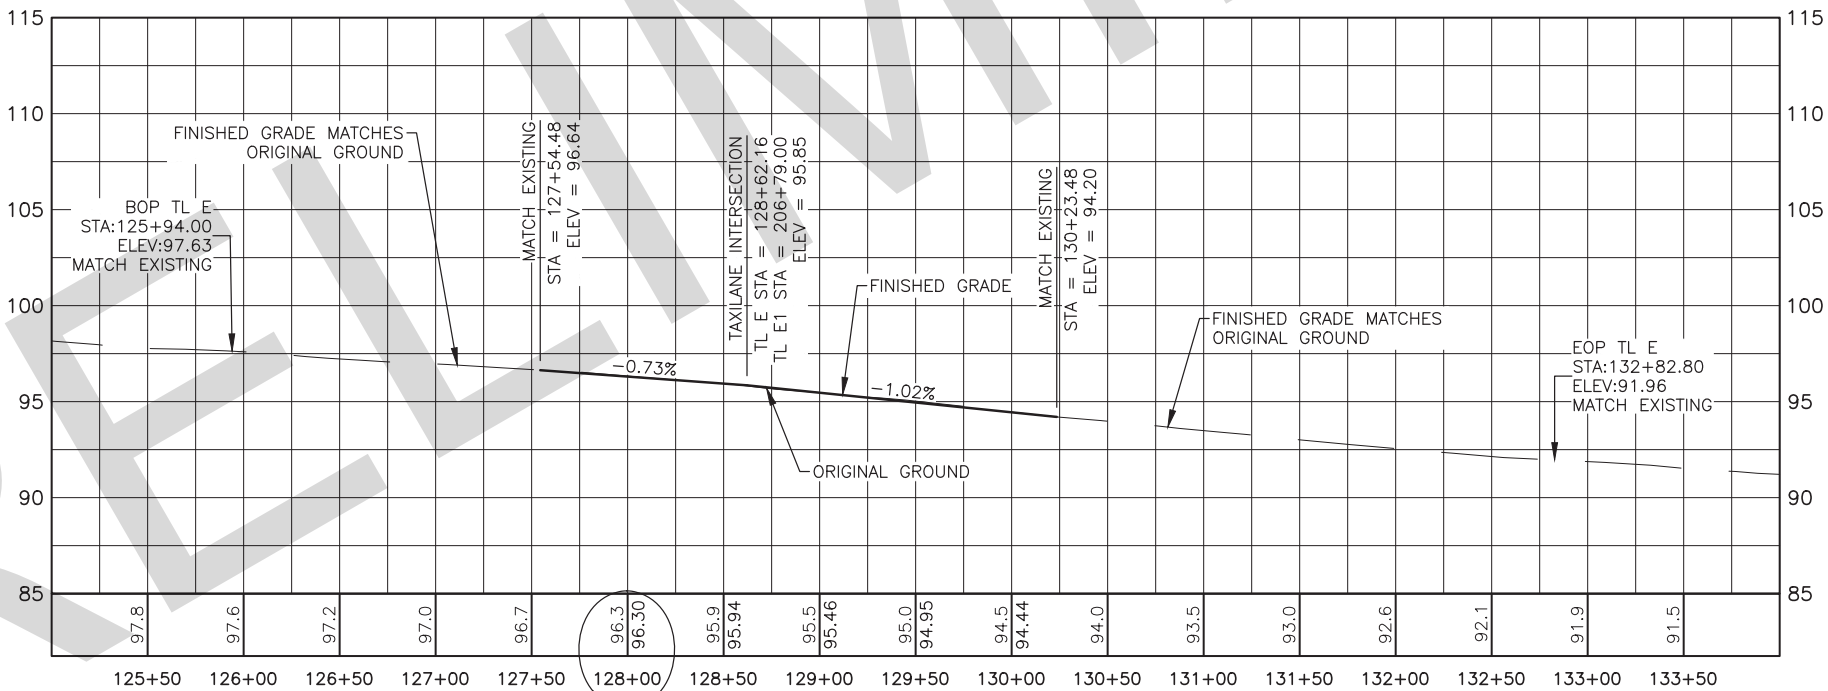 115
115
110
110
105
105
100
100
95
95
90
90
85
85
FINISHED GRADE MATCHES
ORIGINAL GROUND
BOP TL E
STA:125+94.00
ELEV:97.63
MATCH EXISTING
MATCH EXISTING
STA = 127+54.48
ELEV = 96.64
TAXILANE INTERSECTION
TL E STA = 128+62.16
TL E1 STA = 206+79.00
ELEV = 95.85
FINISHED GRADE
MATCH EXISTING
STA = 130+23.48
ELEV = 94.20
FINISHED GRADE MATCHES
ORIGINAL GROUND
EOP TL E
STA:132+82.80
ELEV:91.96
MATCH EXISTING
-0.73%
-1.02%
ORIGINAL GROUND
97.8
97.6
97.2
97.0
96.7
96.3
96.30
95.9
95.94
95.5
95.46
95.0
94.95
94.5
94.44
94.0
93.5
93.0
92.6
92.1
91.9
91.5
125+50 126+00 126+50 127+00 127+50 128+00 128+50 129+00 129+50 130+00 130+50 131+00 131+50 132+00 132+50 133+00 133+50